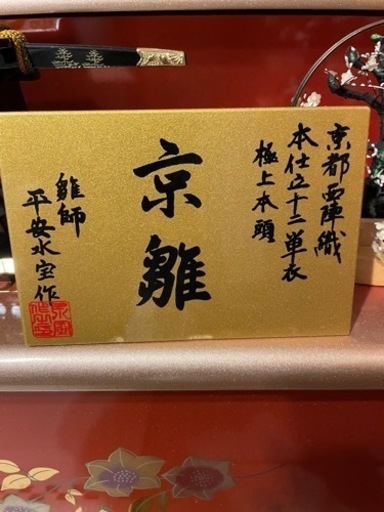 京都西陣織
本仕立十二単衣
極上本頭
京雛
雛師
平安水宝作